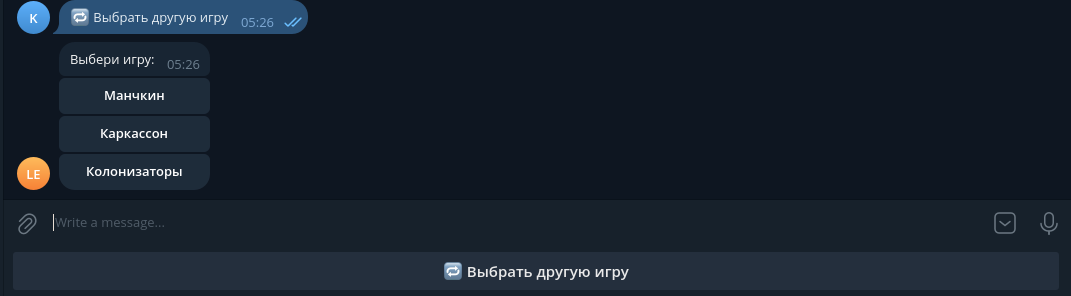 K
🔁 Выбрать другую игру 05:26
Выбери игру: 05:26
Манчкин
Каркассон
Колонизаторы
LE
Write a message...
🔁 Выбрать другую игру